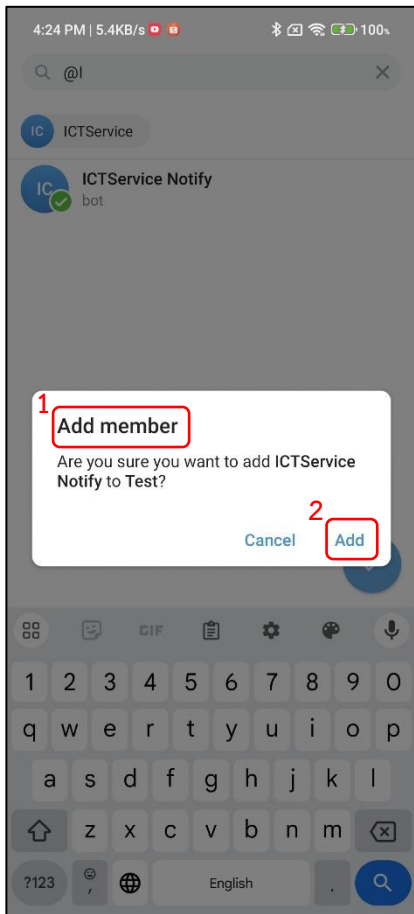 4:24 PM | 5.4KB/s 100%
@I
IC ICTService
IC ICTService Notify
bot
1
Add member
Are you sure you want to add ICTService
Notify to Test?
2
Cancel Add
GIF
1 2 3 4 5 6 7 8 9 0
q w e r t y u i o p
a s d f g h j k l
z x c v b n m
?123 , English .